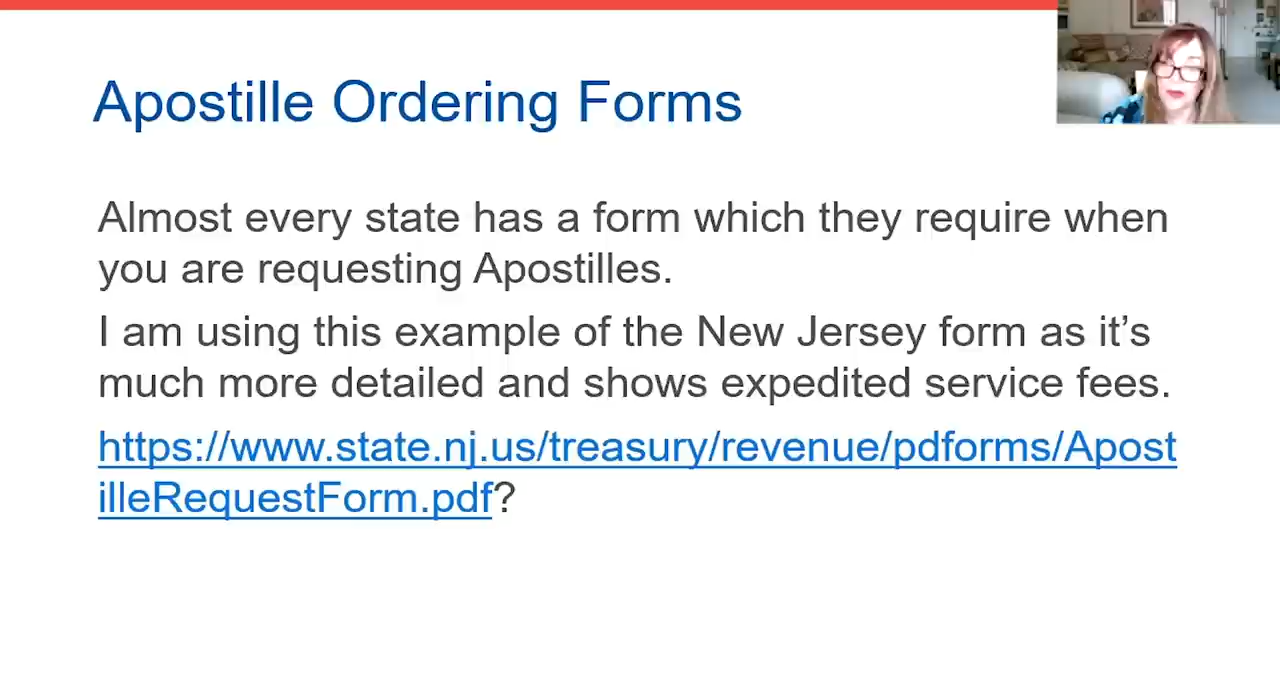 Apostille Ordering Forms
Almost every state has a form which they require when
you are requesting Apostilles.
I am using this example of the New Jersey form as it’s
much more detailed and shows expedited service fees.
https://www.state.nj.us/treasury/revenue/pdforms/Apost
illeRequestForm.pdf?